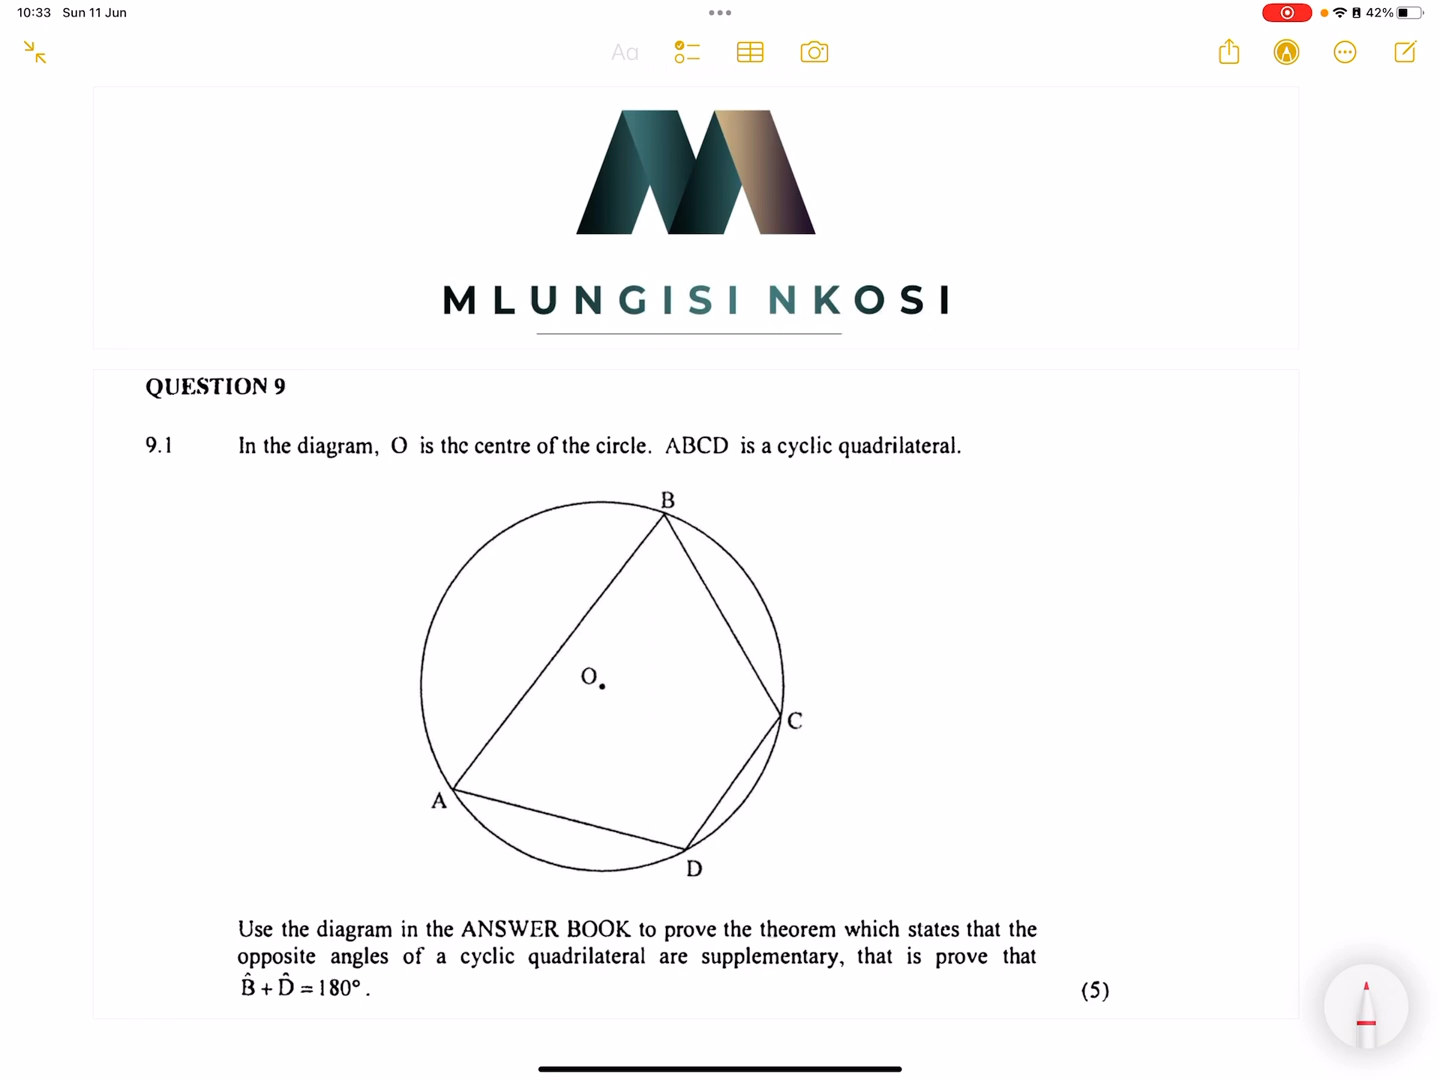 10:33 Sun 11 Jun
42%
Aa
MLUNGISI NKOSI
QUESTION 9
9.1 In the diagram, O is the centre of the circle. ABCD is a cyclic quadrilateral.
B
O.
C
A
D
Use the diagram in the ANSWER BOOK to prove the theorem which states that the
opposite angles of a cyclic quadrilateral are supplementary, that is prove that
B̂ + D̂ = 180° . (5)